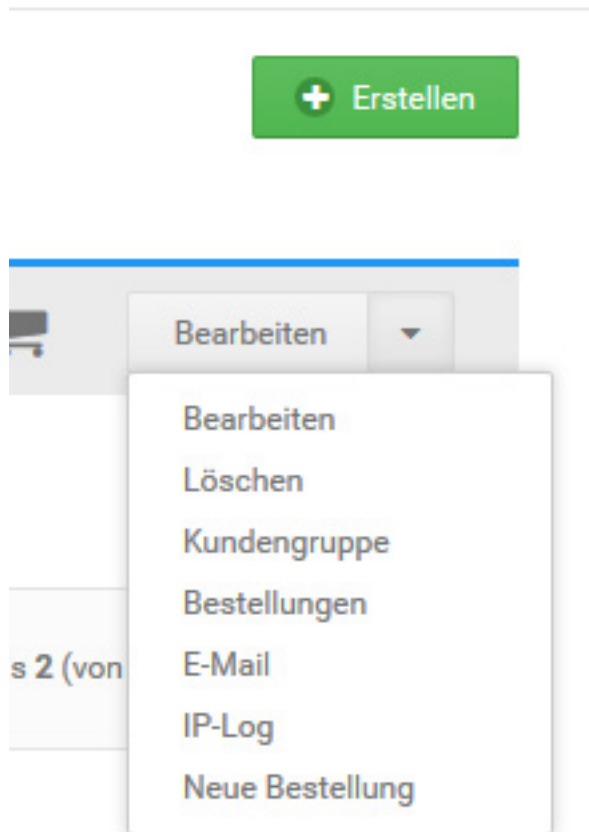 Erstellen
Bearbeiten
Bearbeiten
Löschen
Kundengruppe
Bestellungen
s 2 (von
E-Mail
IP-Log
Neue Bestellung